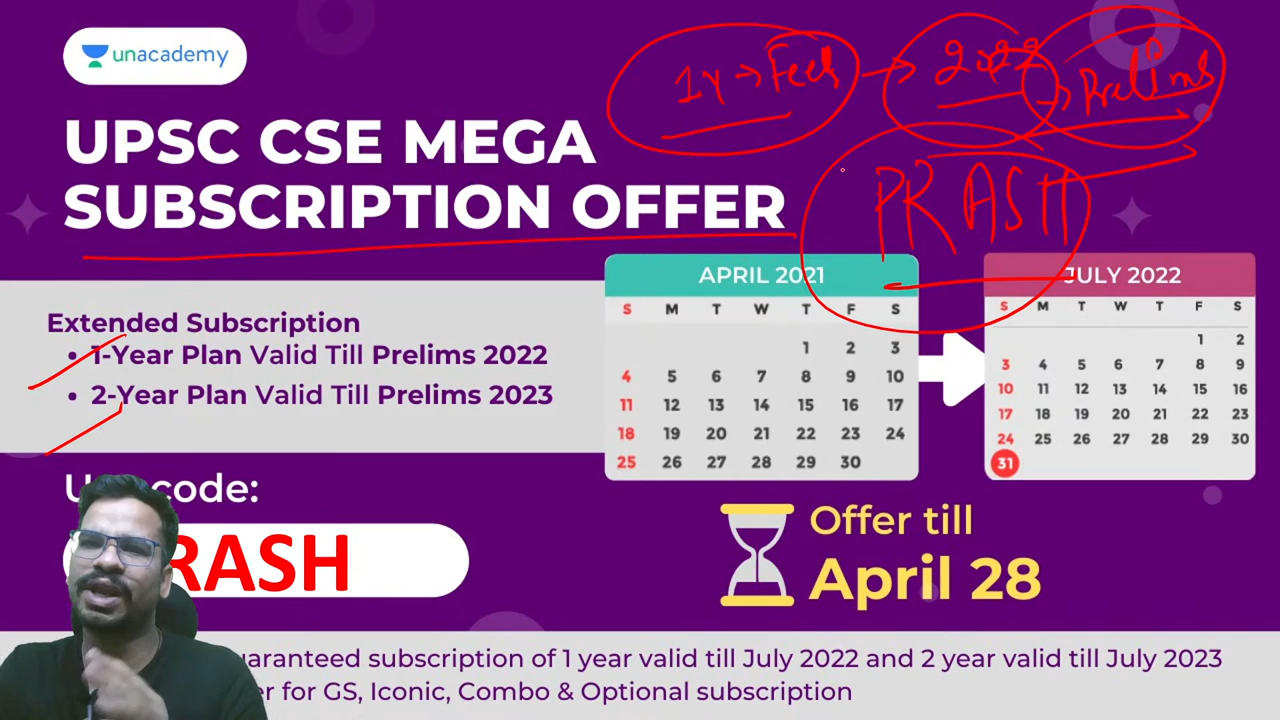 unacademy
UPSC CSE MEGA
SUBSCRIPTION OFFER
1Y → Fees → 2022 → Prelims
PRASH
Extended Subscription
• 1-Year Plan Valid Till Prelims 2022
• 2-Year Plan Valid Till Prelims 2023
APRIL 2021
S M T W T F S
1 2 3
4 5 6 7 8 9 10
11 12 13 14 15 16 17
18 19 20 21 22 23 24
25 26 27 28 29 30
JULY 2022
S M T W T F S
1 2
3 4 5 6 7 8 9
10 11 12 13 14 15 16
17 18 19 20 21 22 23
24 25 26 27 28 29 30
31
code:
RASH
Offer till
April 28
uaranteed subscription of 1 year valid till July 2022 and 2 year valid till July 2023
er for GS, Iconic, Combo & Optional subscription